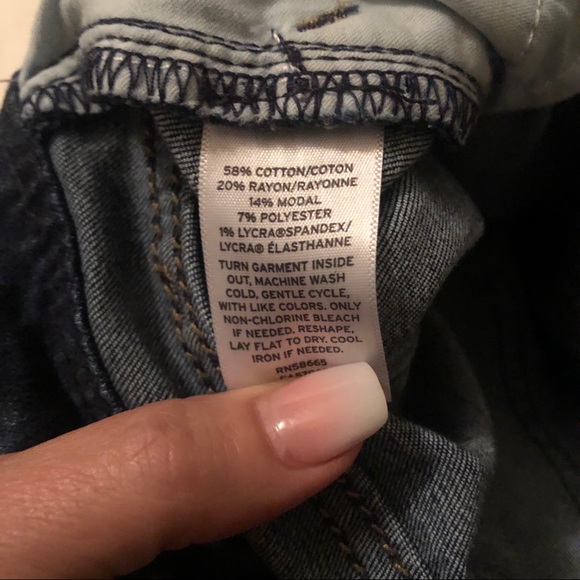 58% COTTON/COTON
20% RAYON/RAYONNE
14% MODAL
7% POLYESTER
1% LYCRA®SPANDEX/
LYCRA® ÉLASTHANNE
TURN GARMENT INSIDE
OUT, MACHINE WASH
COLD, GENTLE CYCLE,
WITH LIKE COLORS. ONLY
NON-CHLORINE BLEACH
IF NEEDED. RESHAPE,
LAY FLAT TO DRY. COOL
IRON IF NEEDED.
RN58665